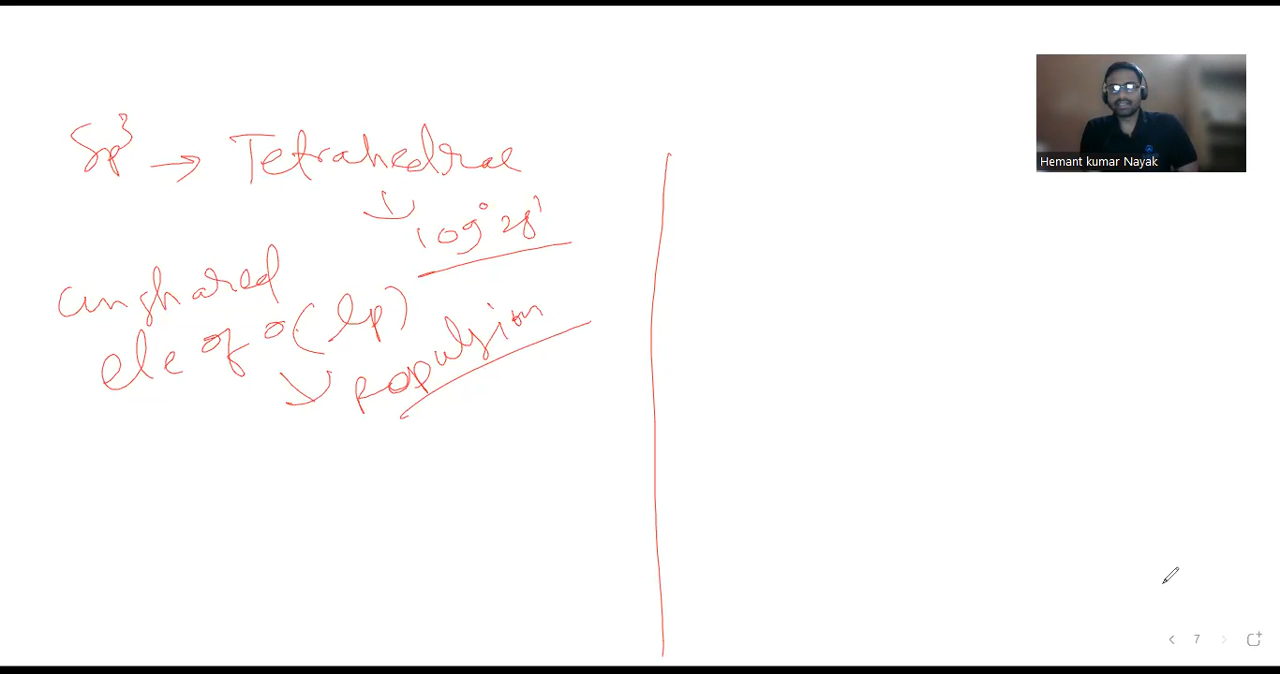 Sp³ → Tetrahedral
109° 28'
unshared
ele of o (lp)
repulsion
Hemant kumar Nayak
7